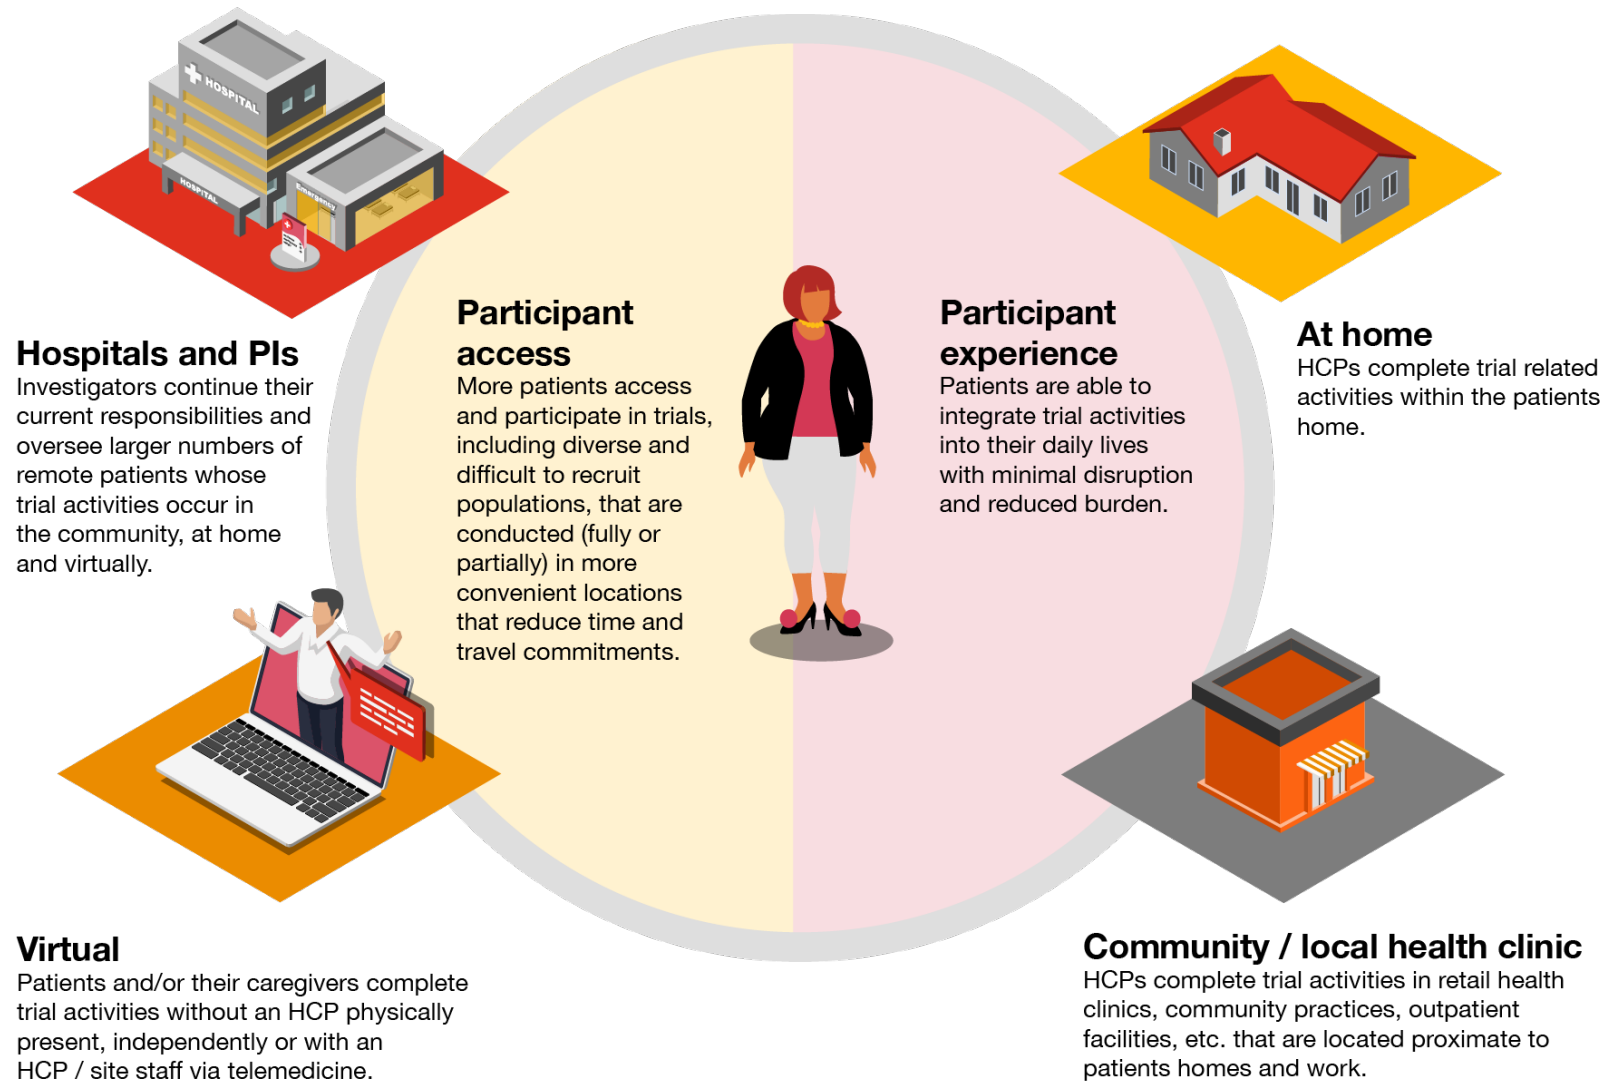 HOSPITAL
HOSPITAL
Emergency
Hospitals and PIs
Investigators continue their
current responsibilities and
oversee larger numbers of
remote patients whose
trial activities occur in
the community, at home
and virtually.
Participant
access
More patients access
and participate in trials,
including diverse and
difficult to recruit
populations, that are
conducted (fully or
partially) in more
convenient locations
that reduce time and
travel commitments.
Participant
experience
Patients are able to
integrate trial activities
into their daily lives
with minimal disruption
and reduced burden.
At home
HCPs complete trial related
activities within the patients
home.
Virtual
Patients and/or their caregivers complete
trial activities without an HCP physically
present, independently or with an
HCP / site staff via telemedicine.
Community / local health clinic
HCPs complete trial activities in retail health
clinics, community practices, outpatient
facilities, etc. that are located proximate to
patients homes and work.